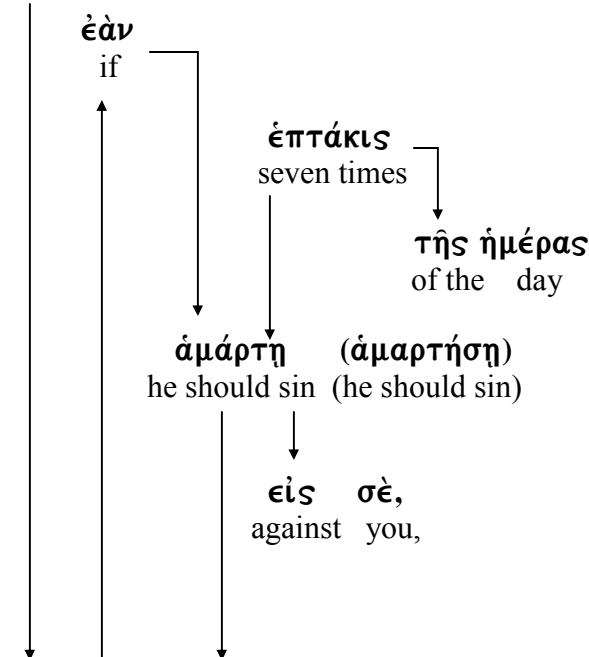 ἐὰν
if
ἑπτάκις
seven times
τῆς ἡμέρας
of the day
ἁμάρτῃ (ἁμαρτήσῃ)
he should sin (he should sin)
εἰς σὲ,
against you,